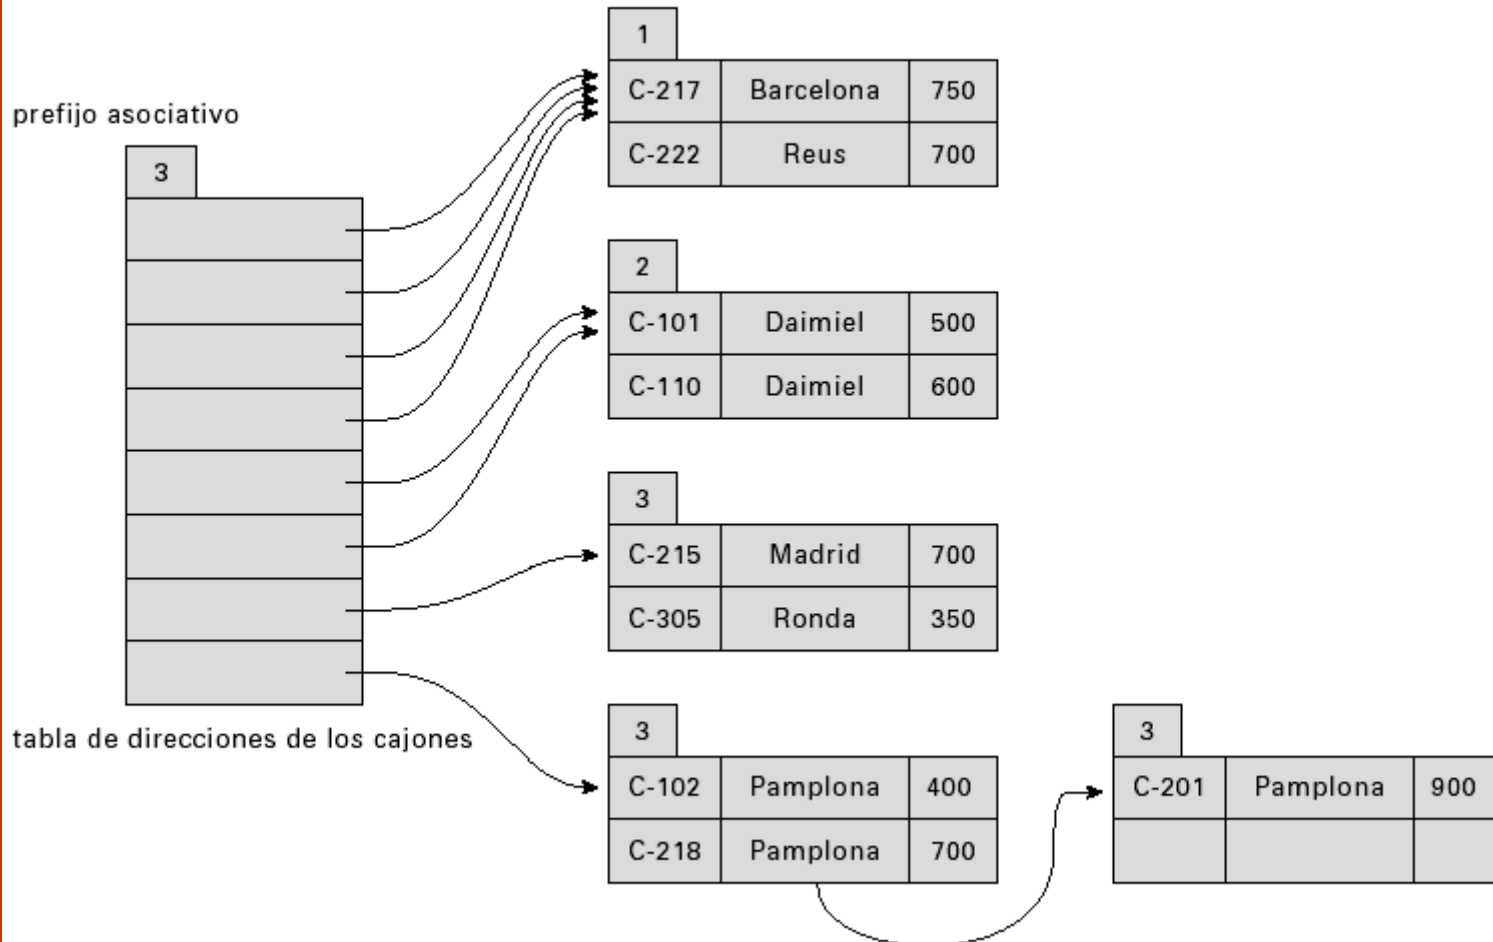 1
C-217 Barcelona 750
C-222 Reus 700
prefijo asociativo
3
2
C-101 Daimiel 500
C-110 Daimiel 600
3
C-215 Madrid 700
C-305 Ronda 350
tabla de direcciones de los cajones
3
C-102 Pamplona 400
C-218 Pamplona 700
3
C-201 Pamplona 900